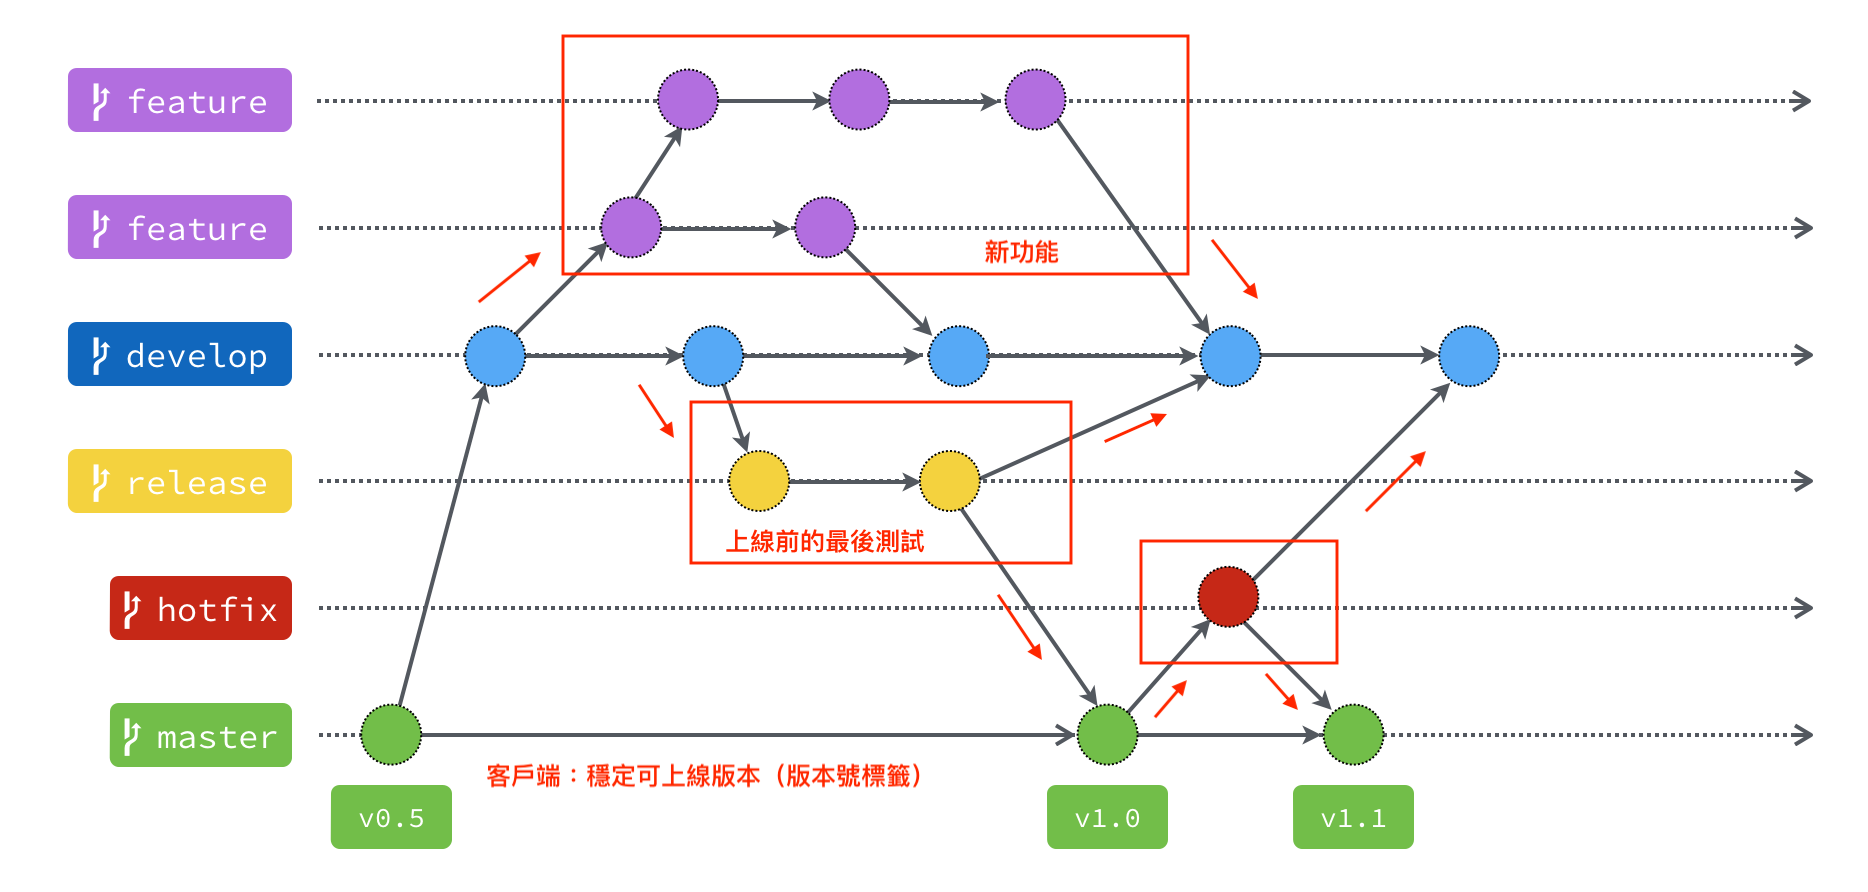 feature
feature
新功能
develop
release
上線前的最後測試
hotfix
master
客戶端：穩定可上線版本（版本號標籤）
v0.5
v1.0
v1.1